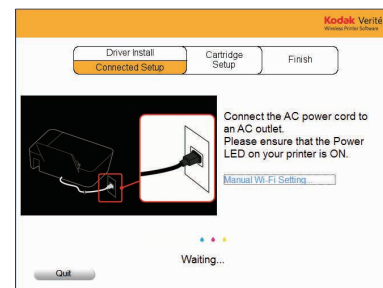 Kodak Verité
Wireless Printer Software
Driver Install
Connected Setup
Cartridge
Setup
Finish
Connect the AC power cord to
an AC outlet.
Please ensure that the Power
LED on your printer is ON.
Manual Wi-Fi Setting...
Waiting...
Quit